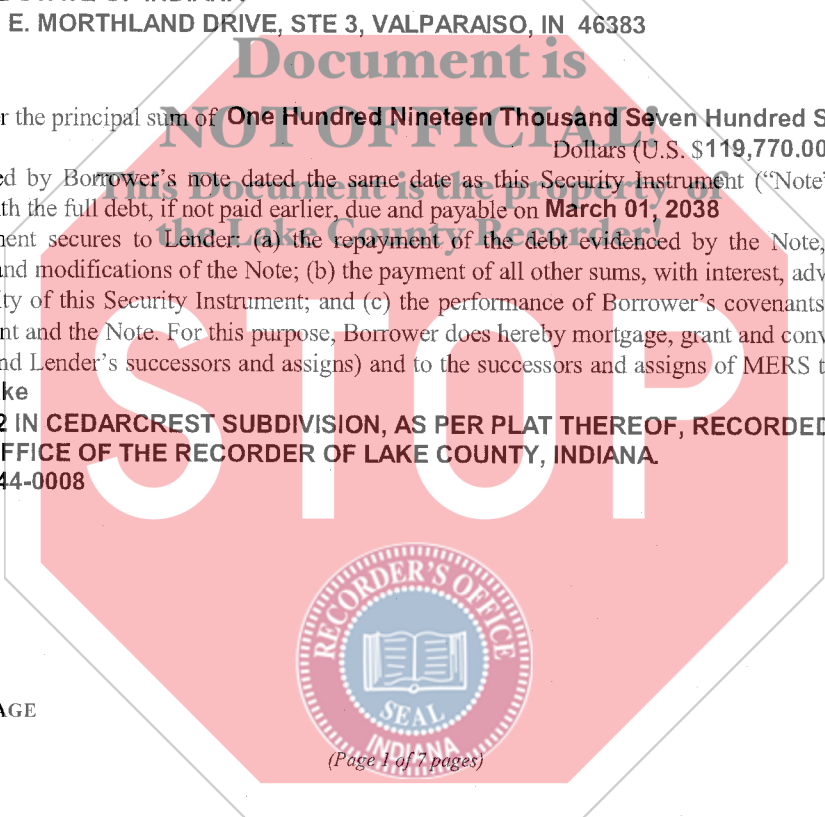 E. MORTHLAND DRIVE, STE 3, VALPARAISO, IN 46383
Document is
r the principal sum of One Hundred Nineteen Thousand Seven Hundred S
NOT OFFICIAL!
Dollars (U.S. $119,770.00
ed by Borrower's note dated the same date as this Security Instrument ("Note"
This Document is the property of
th the full debt, if not paid earlier, due and payable on March 01, 2038
the Lake County Recorder!
ent secures to Lender: (a) the repayment of the debt evidenced by the Note,
nd modifications of the Note; (b) the payment of all other sums, with interest, adv
ity of this Security Instrument; and (c) the performance of Borrower's covenants
nt and the Note. For this purpose, Borrower does hereby mortgage, grant and conv
nd Lender's successors and assigns) and to the successors and assigns of MERS t
ke
2 IN CEDARCREST SUBDIVISION, AS PER PLAT THEREOF, RECORDED
FFICE OF THE RECORDER OF LAKE COUNTY, INDIANA.
44-0008
STOP
RECORDER'S OFFICE
SEAL
INDIANA
AGE
(Page 1 of 7 pages)